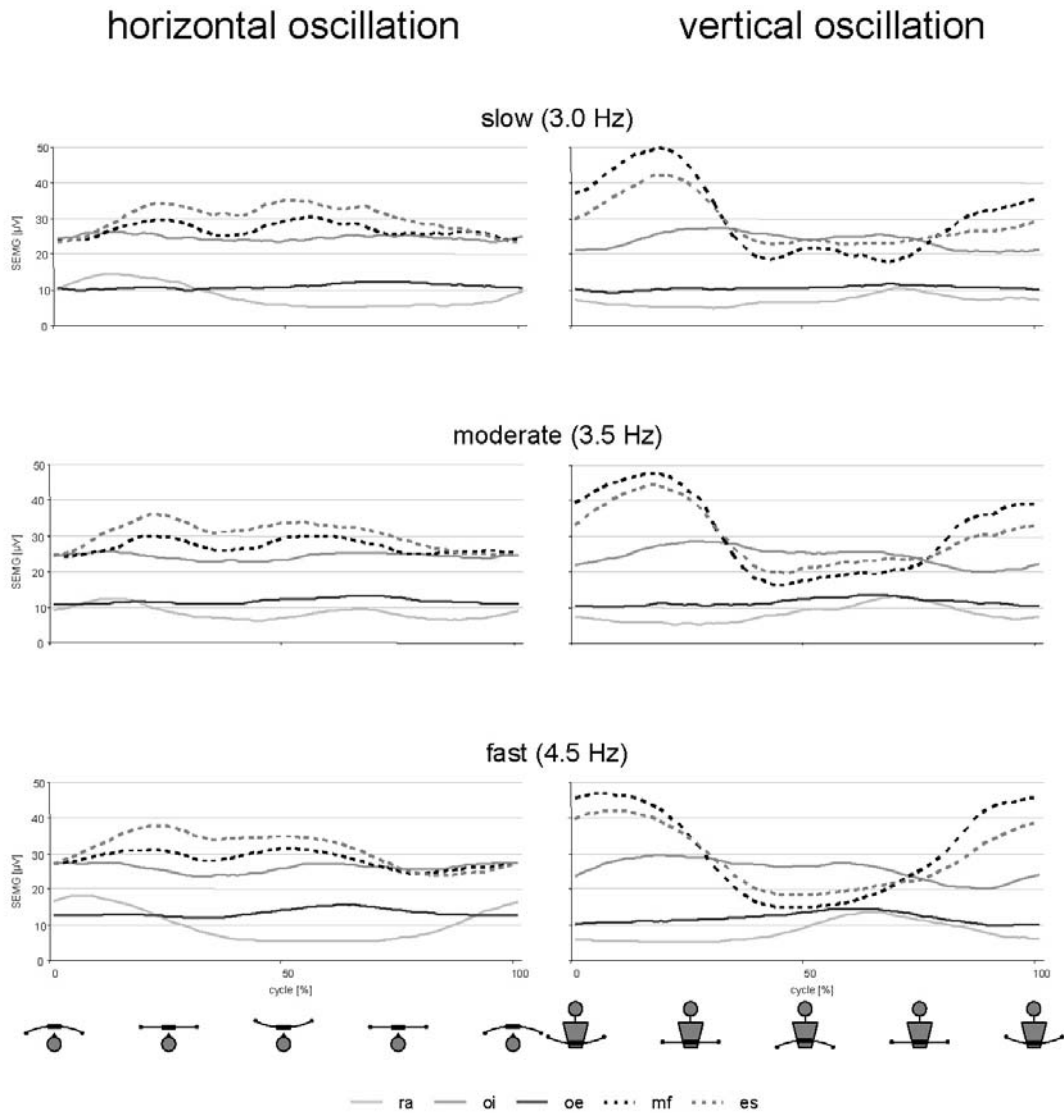 horizontal oscillation vertical oscillation
slow (3.0 Hz)
50
40
30
20
10
0
SEMG [µV]
moderate (3.5 Hz)
50
40
30
20
10
0
SEMG [µV]
fast (4.5 Hz)
50
40
30
20
10
0
SEMG [µV]
0 50 100 0 50 100
cycle [%] cycle [%]
ra oi oe mf es